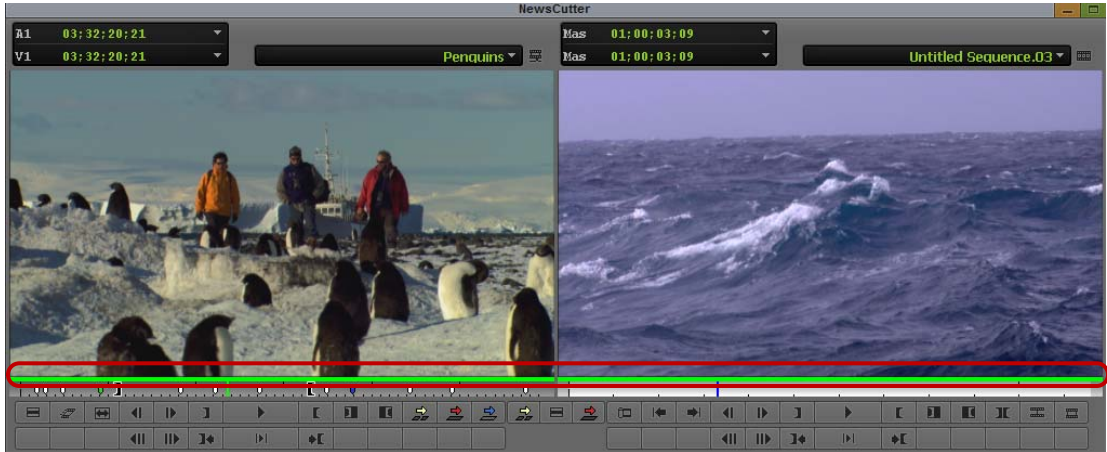 NewsCutter
A1 03;32;20;21
V1 03;32;20;21
Penguins
Mas 01;00;03;09
Mas 01;00;03;09
Untitled Sequence.03